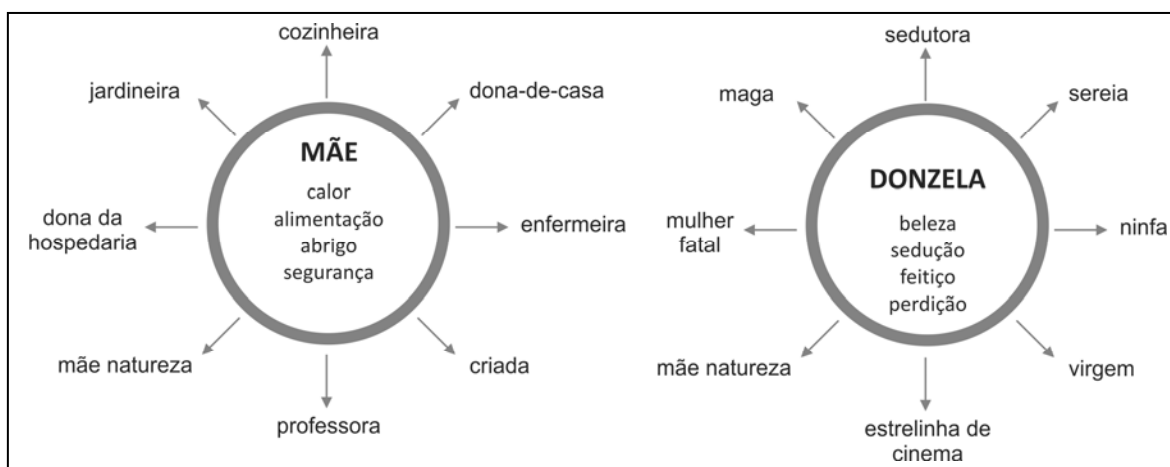 cozinheira
jardineira
dona-de-casa
MÃE
calor
alimentação
abrigo
segurança
dona da
hospedaria
enfermeira
mãe natureza
criada
professora
sedutora
maga
sereia
DONZELA
beleza
sedução
feitiço
perdição
mulher
fatal
ninfa
mãe natureza
virgem
estrelinha de
cinema